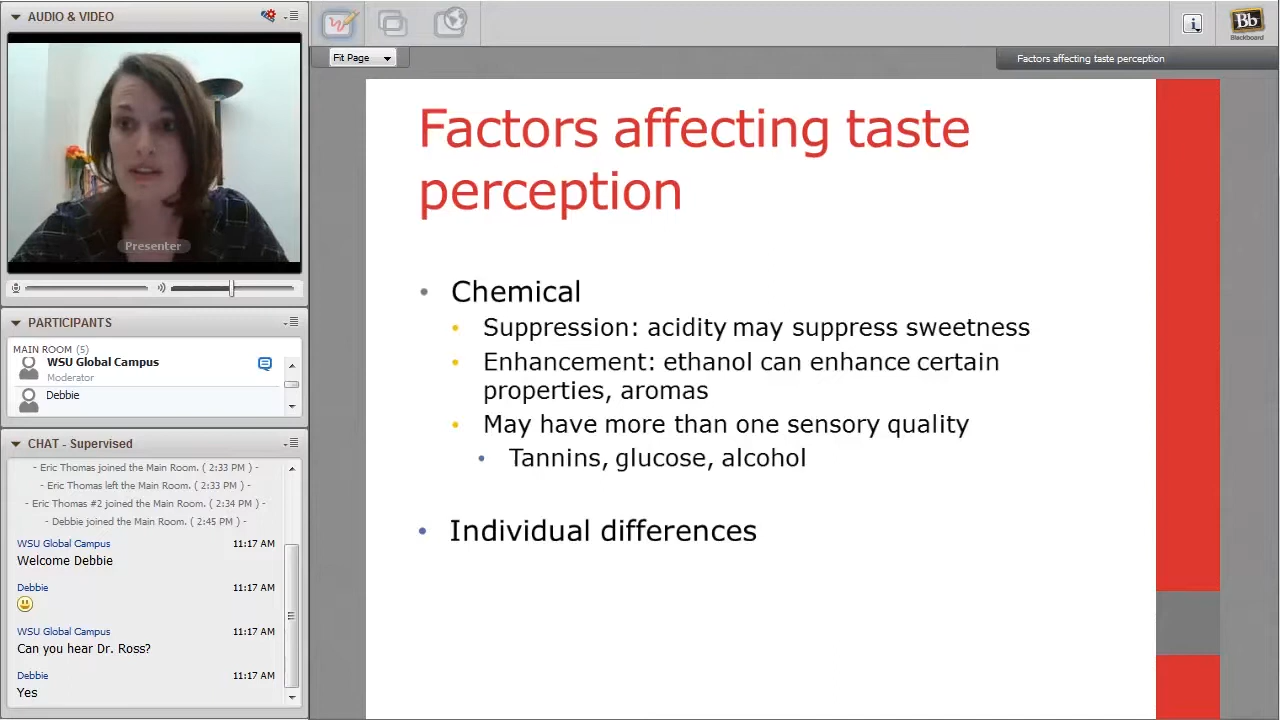 AUDIO & VIDEO
Presenter
PARTICIPANTS
MAIN ROOM (5)
WSU Global Campus
Moderator
Debbie
CHAT - Supervised
- Eric Thomas joined the Main Room. ( 2:33 PM ) -
- Eric Thomas left the Main Room. ( 2:33 PM ) -
- Eric Thomas #2 joined the Main Room. ( 2:34 PM ) -
- Debbie joined the Main Room. ( 2:45 PM ) -
WSU Global Campus 11:17 AM
Welcome Debbie
Debbie 11:17 AM
WSU Global Campus 11:17 AM
Can you hear Dr. Ross?
Debbie 11:17 AM
Yes
Fit Page
Bb
Blackboard
Factors affecting taste perception
Factors affecting taste
perception
• Chemical
• Suppression: acidity may suppress sweetness
• Enhancement: ethanol can enhance certain
properties, aromas
• May have more than one sensory quality
• Tannins, glucose, alcohol
• Individual differences